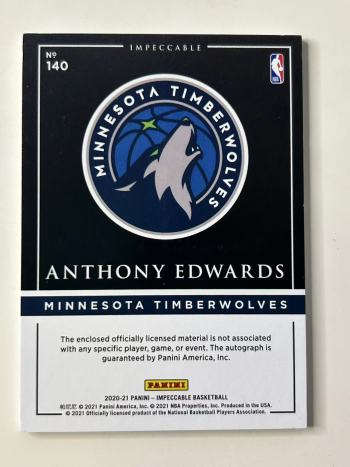 IMPECCABLE
Nº
140
MINNESOTA TIMBERWOLVES
ANTHONY EDWARDS
MINNESOTA TIMBERWOLVES
The enclosed officially licensed material is not associated
with any specific player, game, or event. The autograph is
guaranteed by Panini America, Inc.
PANINI
2020-21 PANINI – IMPECCABLE BASKETBALL
帕尼尼 © 2021 Panini America, Inc. © 2021 NBA Properties, Inc. Produced in the USA.
© 2021 Officially licensed product of the National Basketball Players Association.